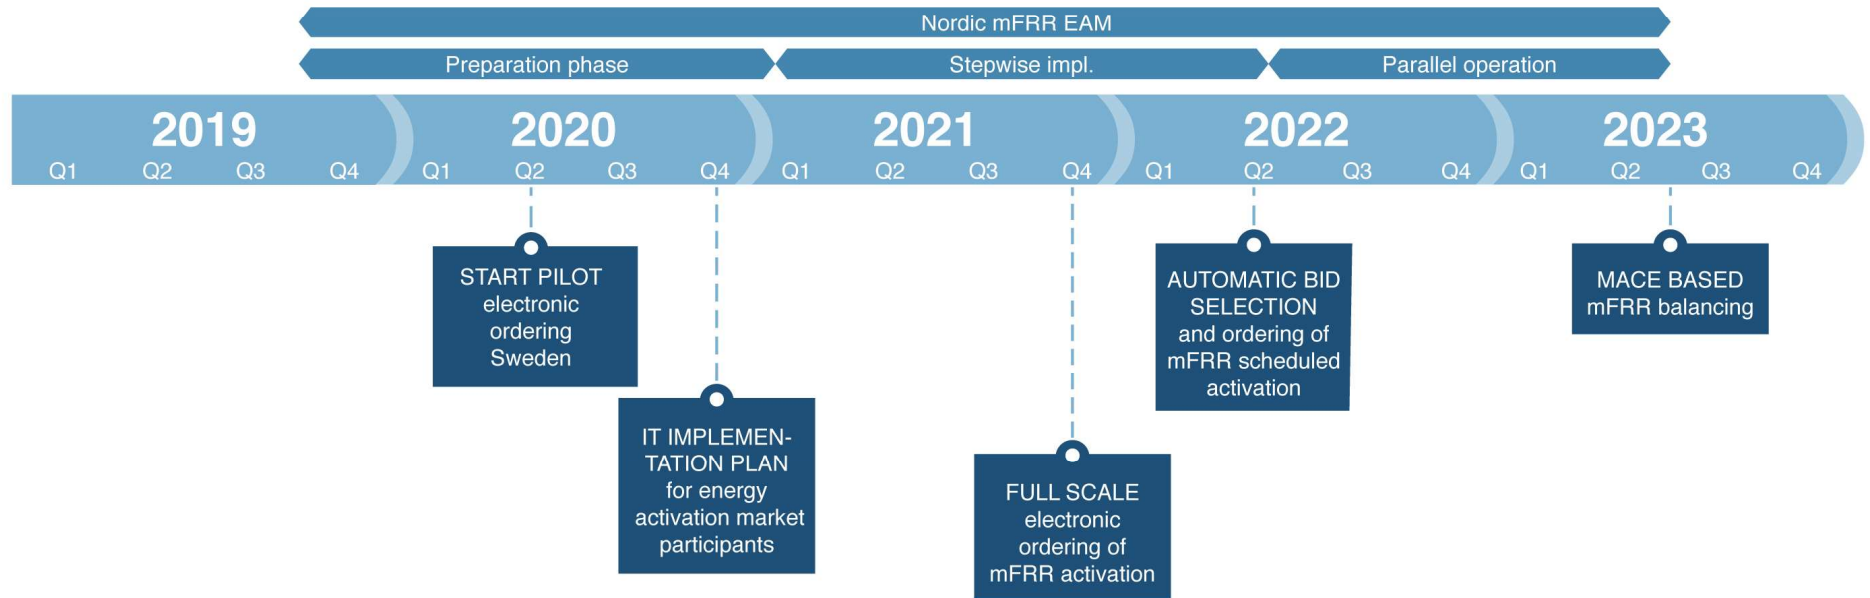 Nordic mFRR EAM
Preparation phase
Stepwise impl.
Parallel operation
2019
2020
2021
2022
2023
Q1 Q2 Q3 Q4 Q1 Q2 Q3 Q4 Q1 Q2 Q3 Q4 Q1 Q2 Q3 Q4 Q1 Q2 Q3 Q4
START PILOT
electronic
ordering
Sweden
IT IMPLEMEN-
TATION PLAN
for energy
activation market
participants
FULL SCALE
electronic
ordering of
mFRR activation
AUTOMATIC BID
SELECTION
and ordering of
mFRR scheduled
activation
MACE BASED
mFRR balancing